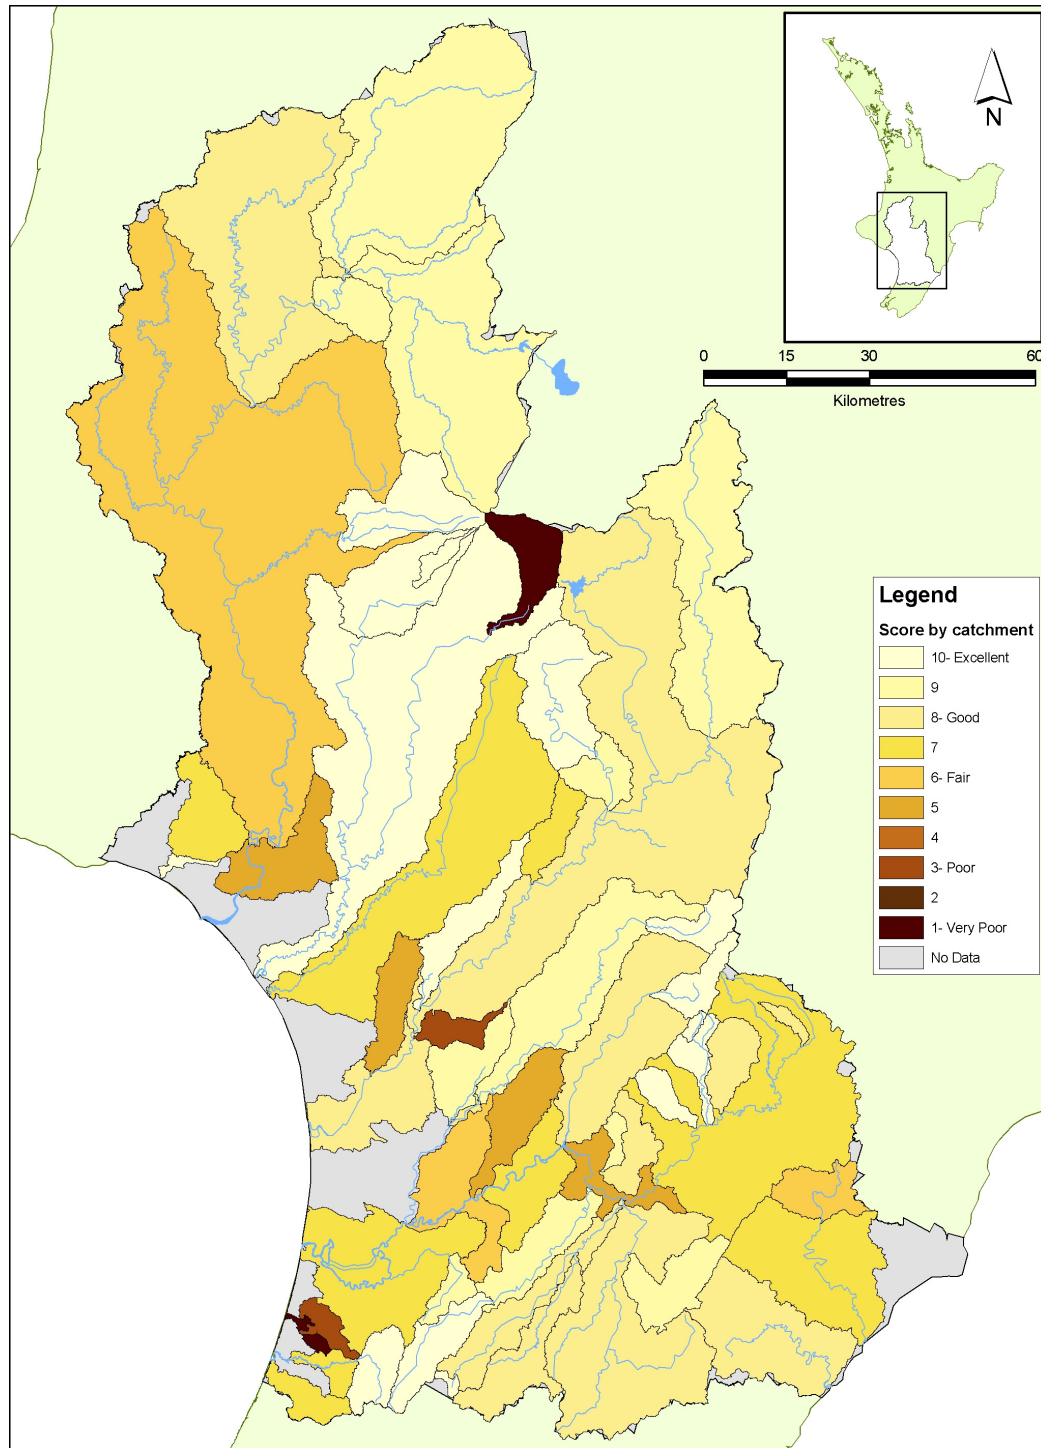 N
0 15 30 60
Kilometres
Legend
Score by catchment
10- Excellent
9
8- Good
7
6- Fair
5
4
3- Poor
2
1- Very Poor
No Data